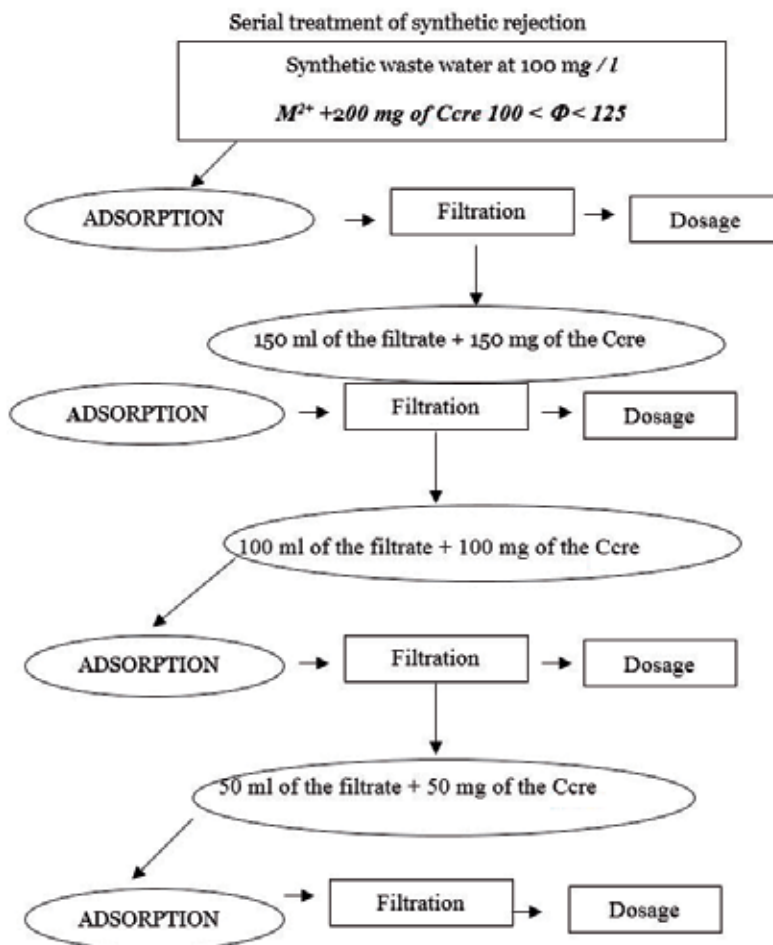 Serial treatment of synthetic rejection
Synthetic waste water at 100 mg / l
M²⁺ +200 mg of Ccre 100 < Φ < 125
ADSORPTION
Filtration
Dosage
150 ml of the filtrate + 150 mg of the Ccre
ADSORPTION
Filtration
Dosage
100 ml of the filtrate + 100 mg of the Ccre
ADSORPTION
Filtration
Dosage
50 ml of the filtrate + 50 mg of the Ccre
ADSORPTION
Filtration
Dosage